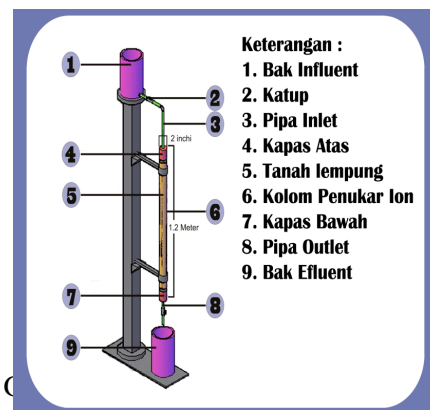 Keterangan :
1. Bak Influent
2. Katup
3. Pipa Inlet
4. Kapas Atas
5. Tanah lempung
6. Kolom Penukar Ion
7. Kapas Bawah
8. Pipa Outlet
9. Bak Efluent
1
2
3
2 inchi
4
5
6
1.2 Meter
7
8
9